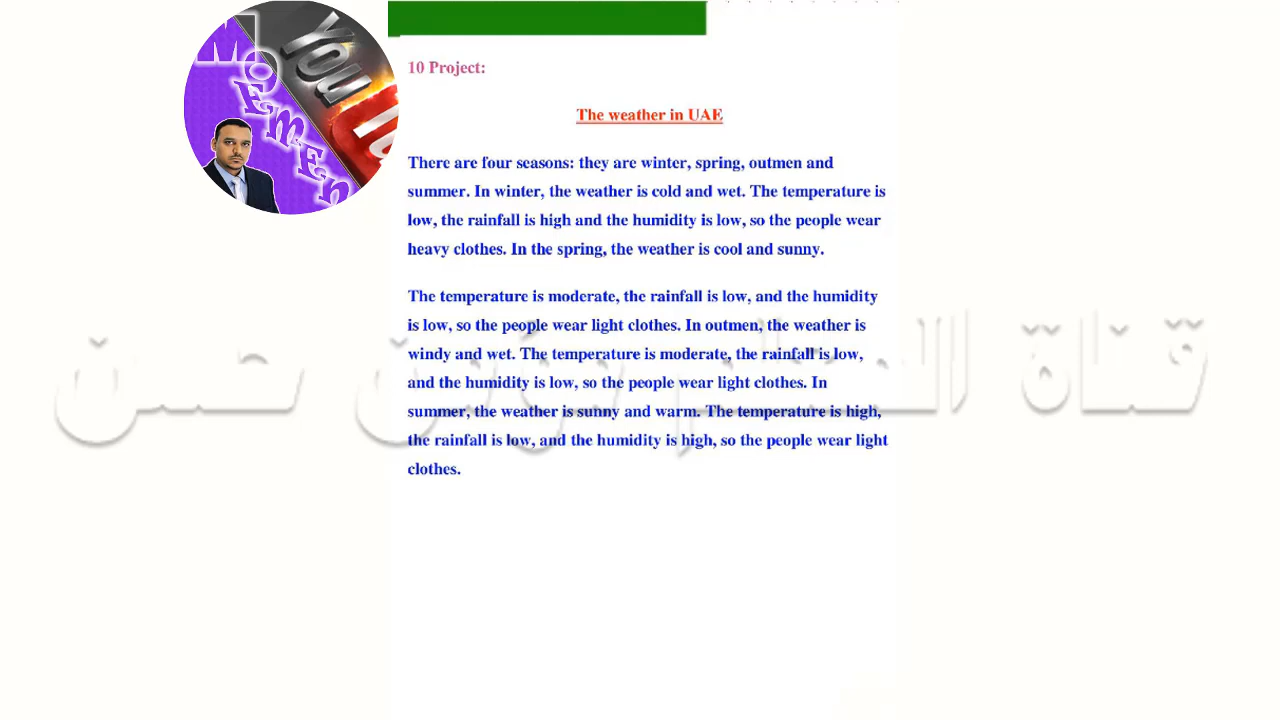 MOEMEN
You
10 Project:
The weather in UAE
There are four seasons: they are winter, spring, outmen and
summer. In winter, the weather is cold and wet. The temperature is
low, the rainfall is high and the humidity is low, so the people wear
heavy clothes. In the spring, the weather is cool and sunny.
The temperature is moderate, the rainfall is low, and the humidity
is low, so the people wear light clothes. In outmen, the weather is
windy and wet. The temperature is moderate, the rainfall is low,
and the humidity is low, so the people wear light clothes. In
summer, the weather is sunny and warm. The temperature is high,
the rainfall is low, and the humidity is high, so the people wear light
clothes.
قناة المعلم مؤمن حسن